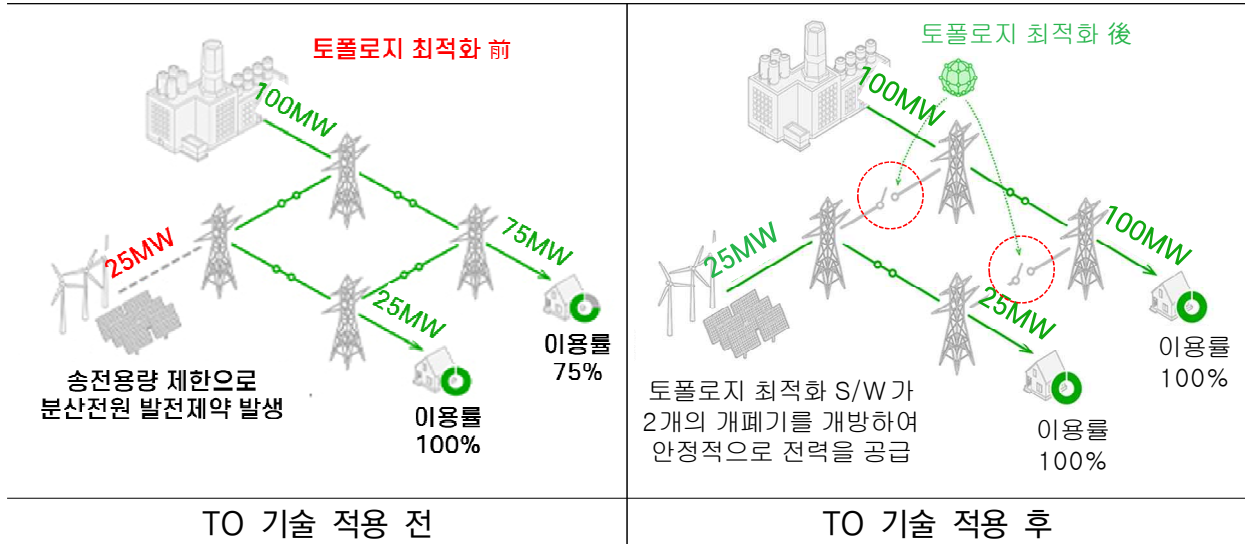 토폴로지 최적화 前
100MW
25MW
75MW
25MW
이용률
75%
이용률
100%
송전용량 제한으로
분산전원 발전제약 발생
TO 기술 적용 전
토폴로지 최적화 後
100MW
25MW
100MW
25MW
이용률
100%
이용률
100%
토폴로지 최적화 S/W가
2개의 개폐기를 개방하여
안정적으로 전력을 공급
TO 기술 적용 후